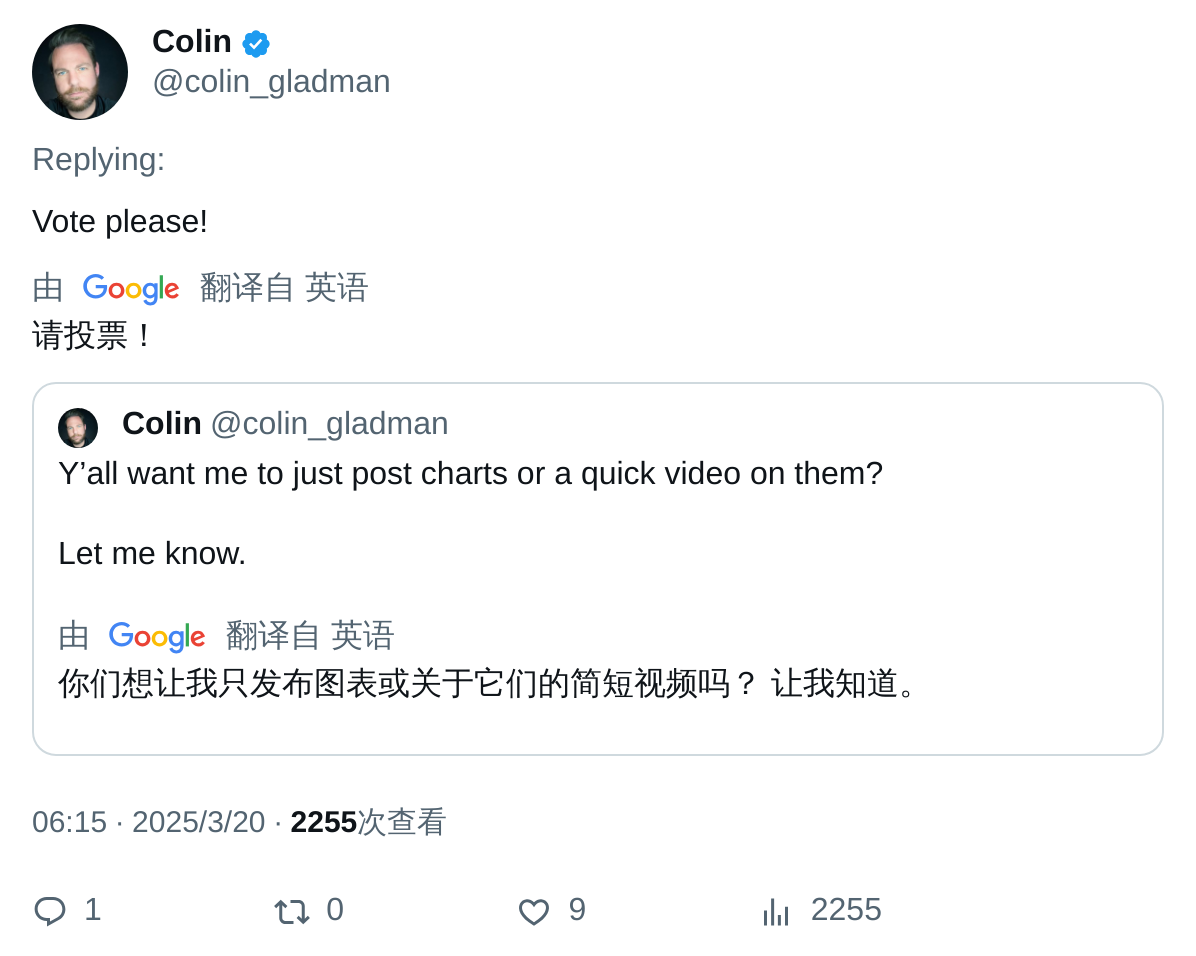 Colin
@colin_gladman
Replying:
Vote please!
由 Google 翻译自 英语
请投票！
Colin @colin_gladman
Y’all want me to just post charts or a quick video on them?
Let me know.
由 Google 翻译自 英语
你们想让我只发布图表或关于它们的简短视频吗？ 让我知道。
06:15 · 2025/3/20 · 2255次查看
1 0 9 2255